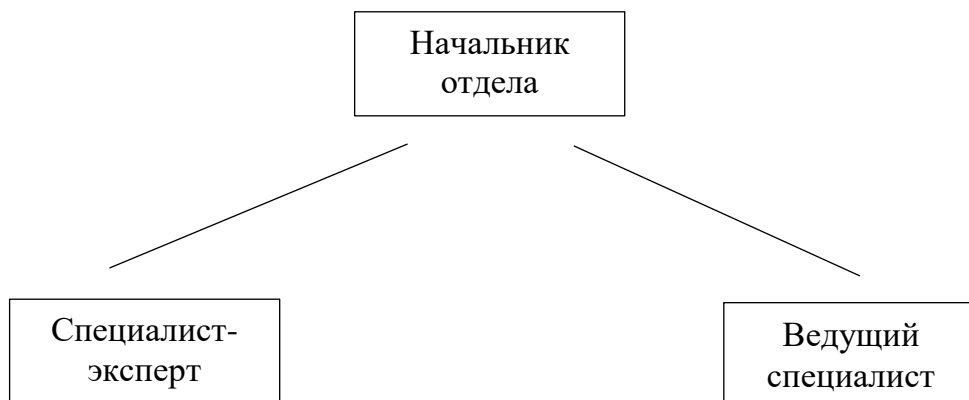 Начальник
отдела
Специалист-
эксперт
Ведущий
специалист